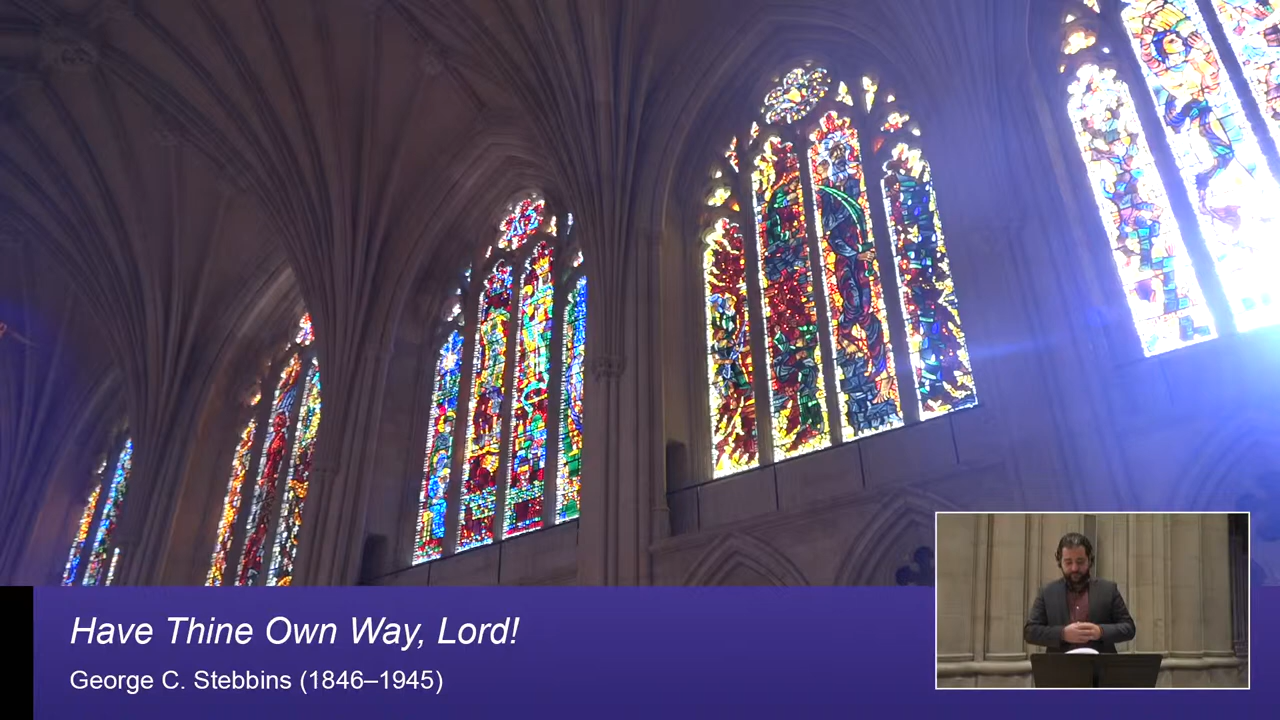 Have Thine Own Way, Lord!
George C. Stebbins (1846–1945)